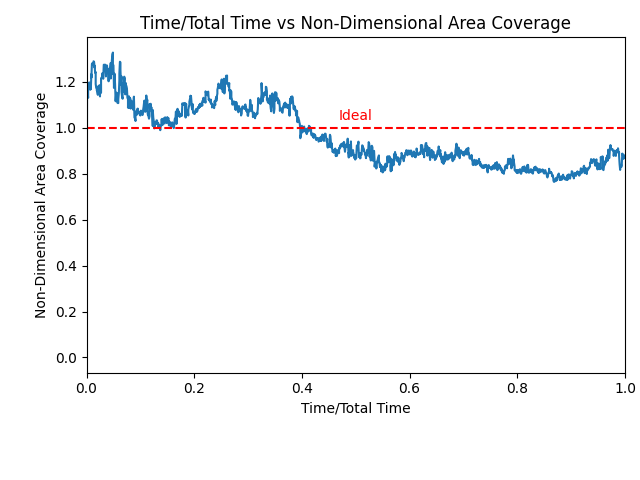 Time/Total Time vs Non-Dimensional Area Coverage
Non-Dimensional Area Coverage
1.2
1.0
0.8
0.6
0.4
0.2
0.0
Ideal
0.0 0.2 0.4 0.6 0.8 1.0
Time/Total Time